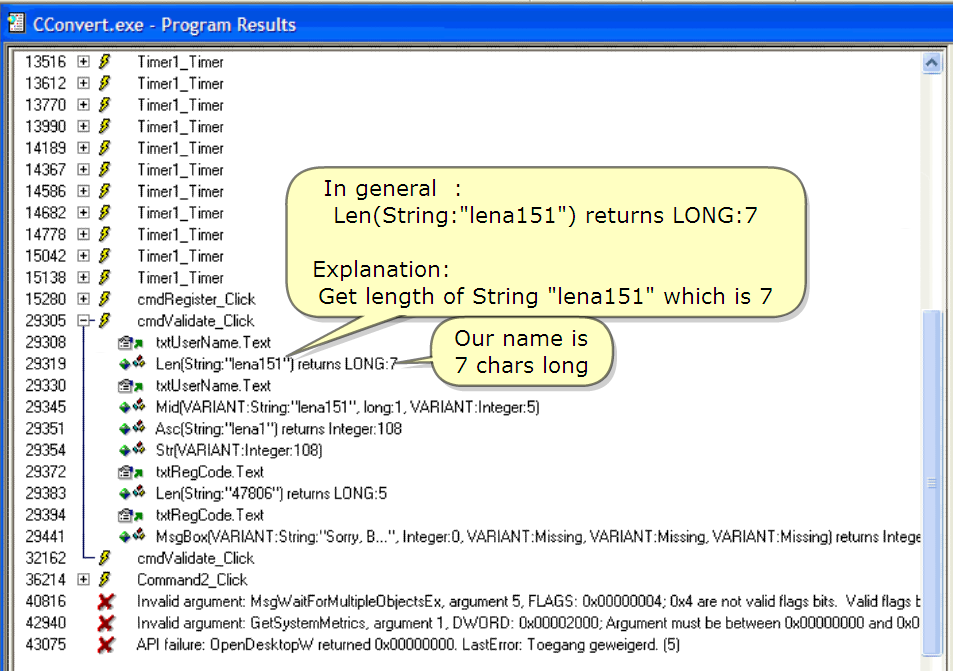 CConvert.exe - Program Results
13516 Timer1_Timer
13612 Timer1_Timer
13770 Timer1_Timer
13990 Timer1_Timer
14189 Timer1_Timer
14367 Timer1_Timer
14586 Timer1_Timer
14682 Timer1_Timer
14778 Timer1_Timer
15042 Timer1_Timer
15138 Timer1_Timer
15280 cmdRegister_Click
29305 cmdValidate_Click
29308 txtUserName.Text
29319 Len(String:"lena151") returns LONG:7
29330 txtUserName.Text
29345 Mid(VARIANT:String:"lena151", long:1, VARIANT:Integer:5)
29351 Asc(String:"lena1") returns Integer:108
29354 Str(VARIANT:Integer:108)
29372 txtRegCode.Text
29383 Len(String:"47806") returns LONG:5
29394 txtRegCode.Text
29441 MsgBox(VARIANT:String:"Sorry, B...", Integer:0, VARIANT:Missing, VARIANT:Missing, VARIANT:Missing) returns Intege
32162 cmdValidate_Click
36214 Command2_Click
40816 Invalid argument: MsgWaitForMultipleObjectsEx, argument 5, FLAGS: 0x00000004; 0x4 are not valid flags bits. Valid flags b
42940 Invalid argument: GetSystemMetrics, argument 1, DWORD: 0x00002000; Argument must be between 0x00000000 and 0x0
43075 API failure: OpenDesktopW returned 0x00000000. LastError: Toegang geweigerd. (5)
In general :
Len(String:"lena151") returns LONG:7
Explanation:
Get length of String "lena151" which is 7
Our name is
7 chars long